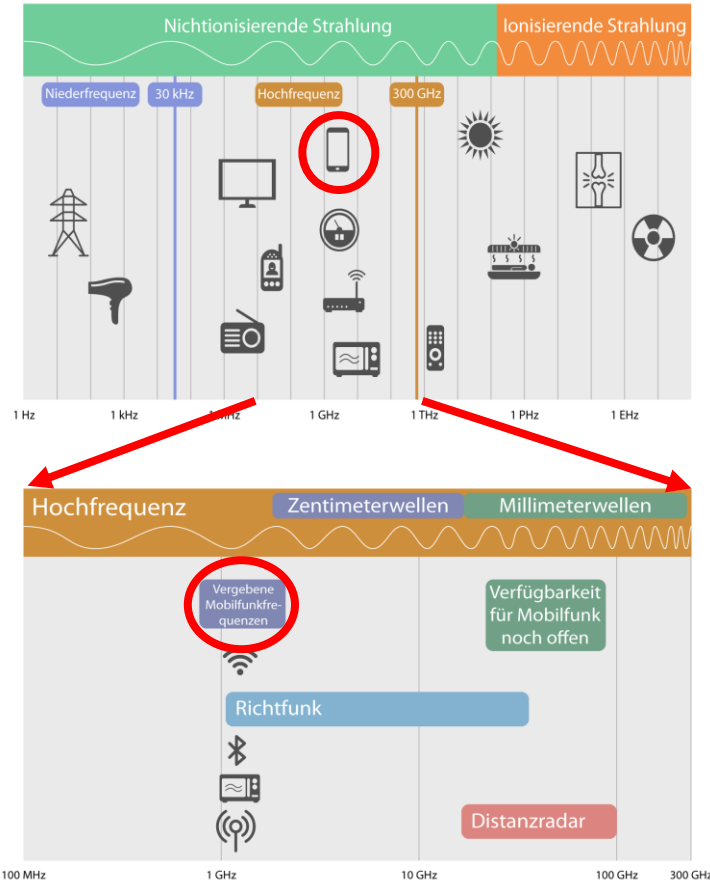 Nichtionisierende Strahlung
Ionisierende Strahlung
Niederfrequenz
30 kHz
Hochfrequenz
300 GHz
1 Hz
1 kHz
1 MHz
1 GHz
1 THz
1 PHz
1 EHz
Hochfrequenz
Zentimeterwellen
Millimeterwellen
Vergebene
Mobilfunkfre-
quenzen
Verfügbarkeit
für Mobilfunk
noch offen
Richtfunk
Distanzradar
100 MHz
1 GHz
10 GHz
100 GHz
300 GHz